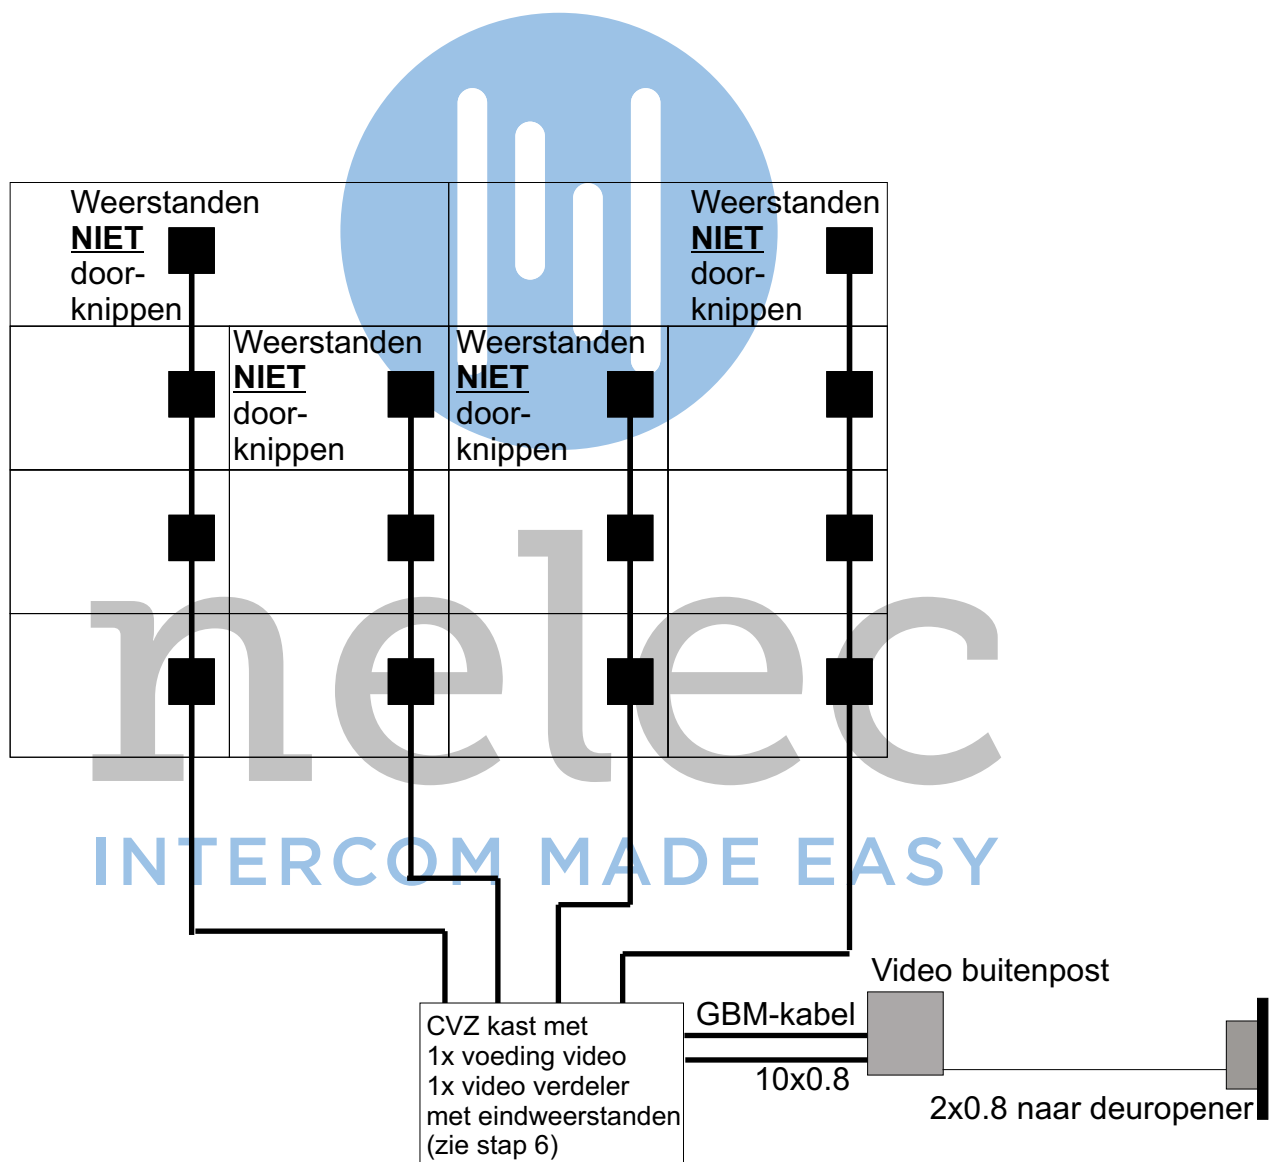 Weerstanden
NIET
door-
knippen
Weerstanden
NIET
door-
knippen
Weerstanden
NIET
door-
knippen
Weerstanden
NIET
door-
knippen
nelec
INTERCOM MADE EASY
Video buitenpost
GBM-kabel
10x0.8
2x0.8 naar deuropener
CVZ kast met
1x voeding video
1x video verdeler
met eindweerstanden
(zie stap 6)